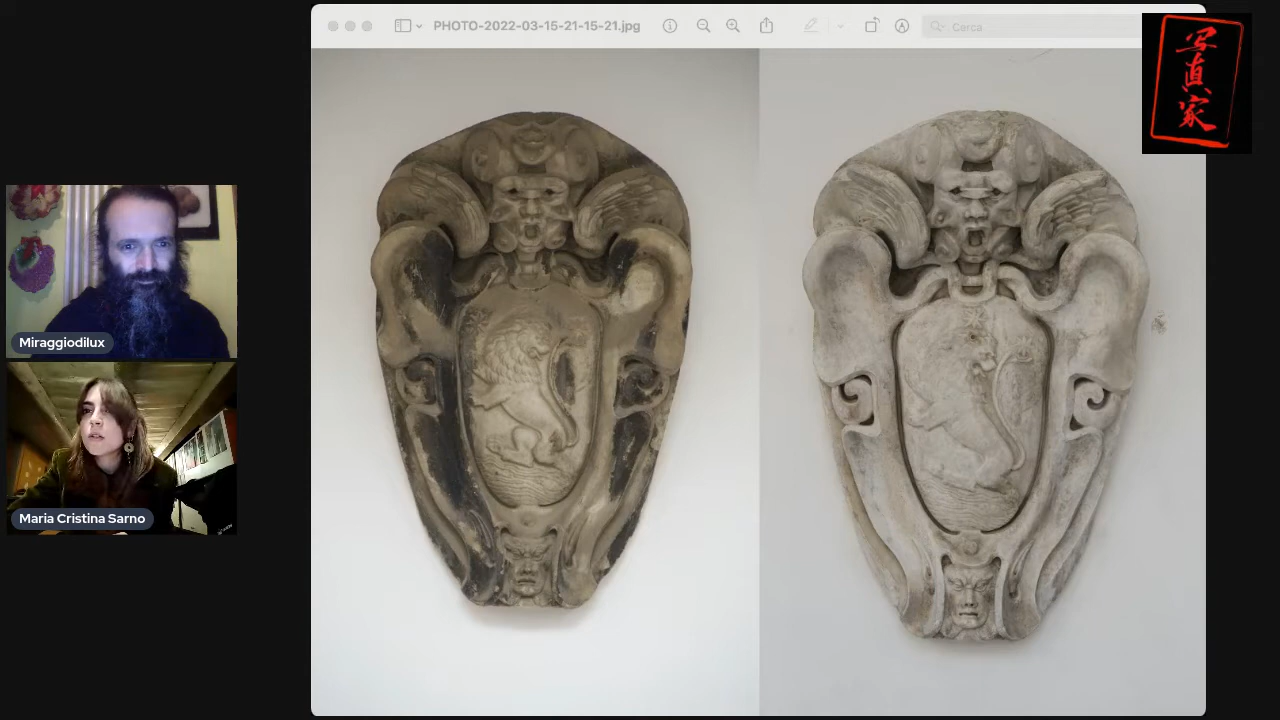 PHOTO-2022-03-15-21-15-21.jpg
Cerca
写
真
家
Miraggiodilux
Maria Cristina Sarno